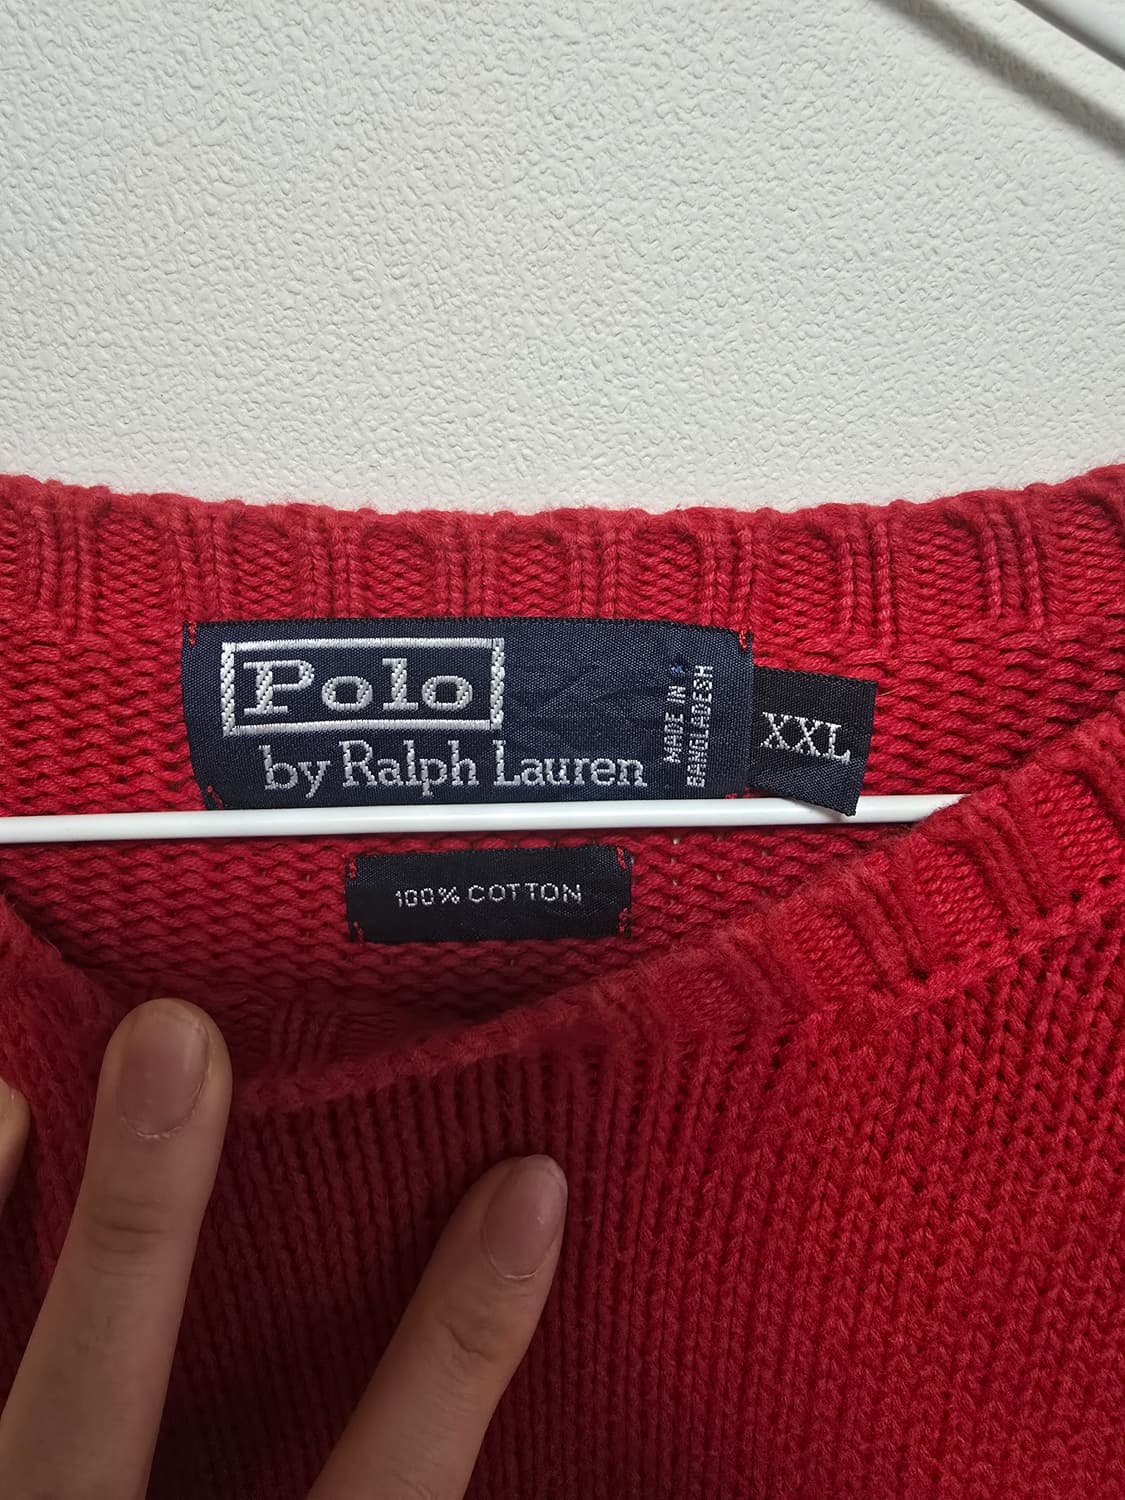 Polo
by Ralph Lauren
MADE IN
BANGLADESH
XXL
100% COTTON